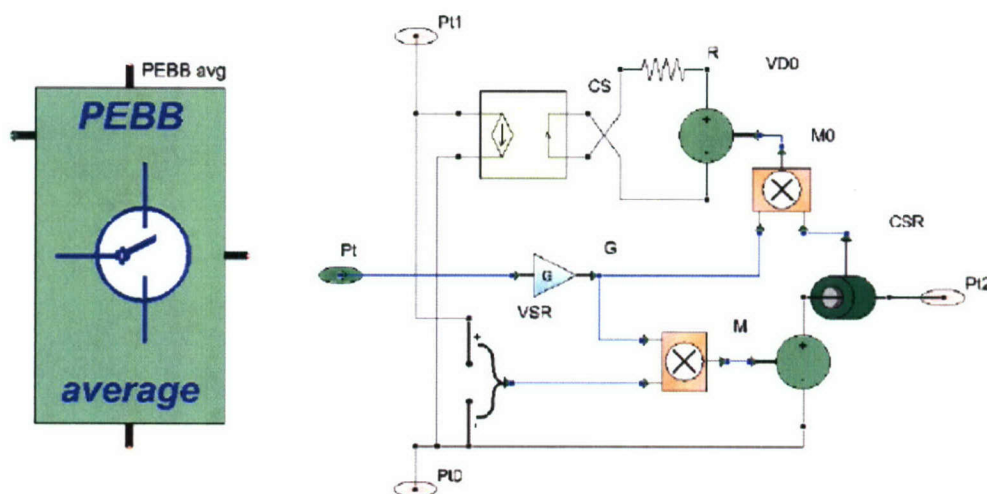 PEBB avg
PEBB
average
Pt1
R
VD0
CS
M0
CSR
Pt
G
G
Pt2
VSR
M
+
-
+
-
+
-
Pt0